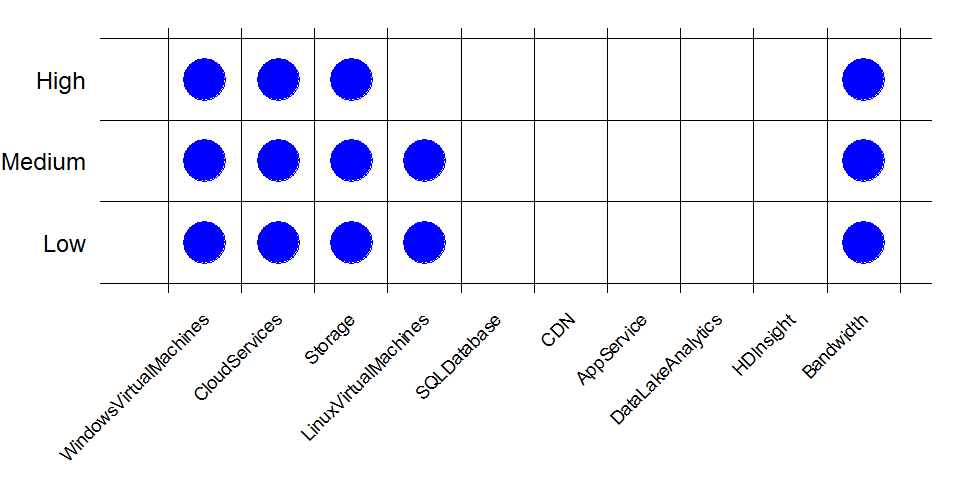 High
Medium
Low
WindowsVirtualMachines
CloudServices
Storage
LinuxVirtualMachines
SQLDatabase
CDN
AppService
DataLakeAnalytics
HDInsight
Bandwidth